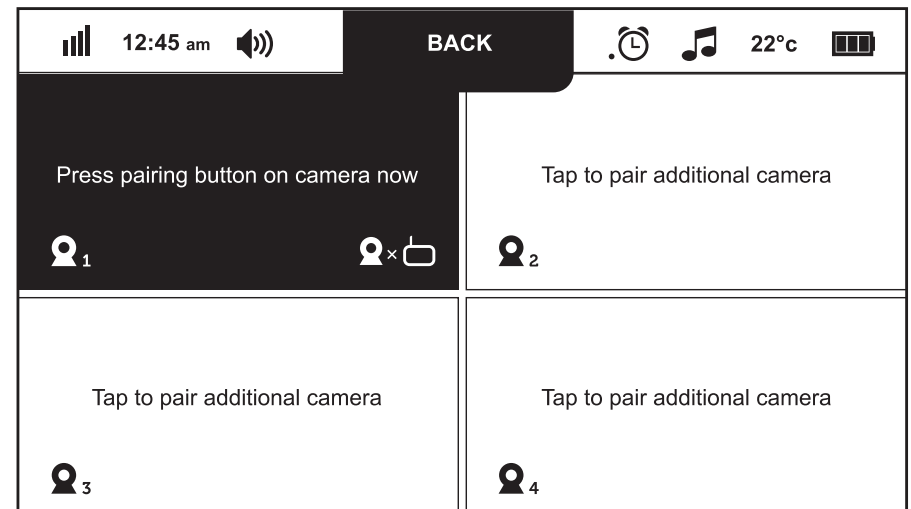 12:45 am BACK 22°c
Press pairing button on camera now
1
Tap to pair additional camera
2
Tap to pair additional camera
3
Tap to pair additional camera
4